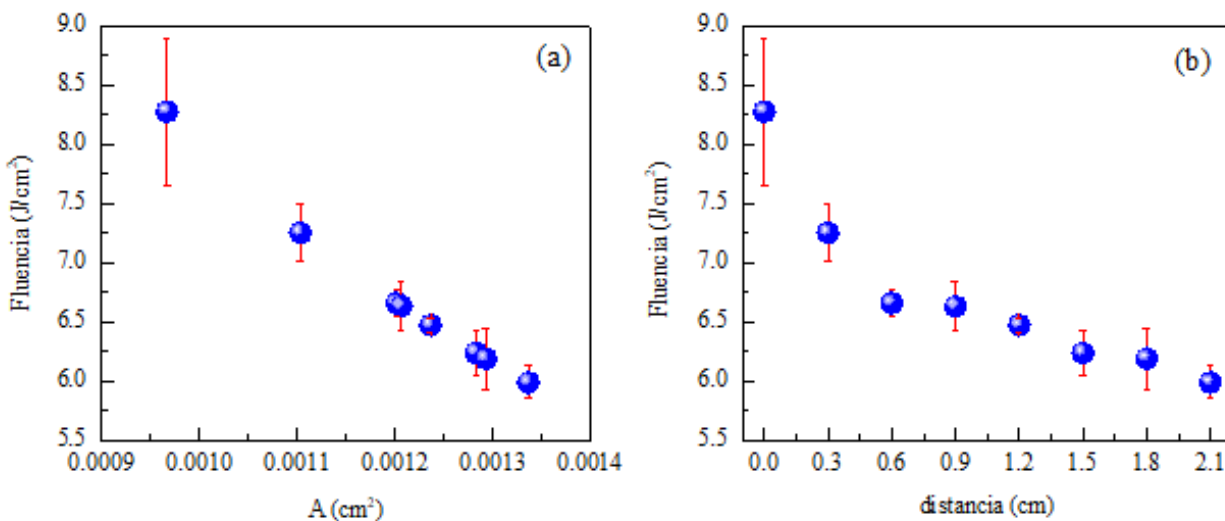 (a)
Fluencia (J/cm²)
9.0
8.5
8.0
7.5
7.0
6.5
6.0
5.5
0.0009 0.0010 0.0011 0.0012 0.0013 0.0014
A (cm²)
(b)
Fluencia (J/cm²)
9.0
8.5
8.0
7.5
7.0
6.5
6.0
5.5
0.0 0.3 0.6 0.9 1.2 1.5 1.8 2.1
distancia (cm)